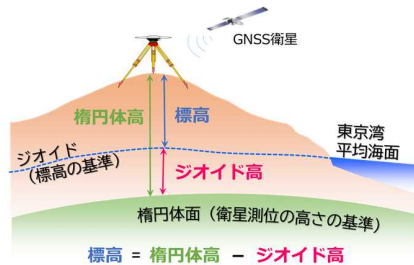 GNSS衛星
楕円体高
標高
ジオイド
(標高の基準)
東京湾
平均海面
ジオイド高
楕円体面(衛星測位の高さの基準)
標高 = 楕円体高 − ジオイド高